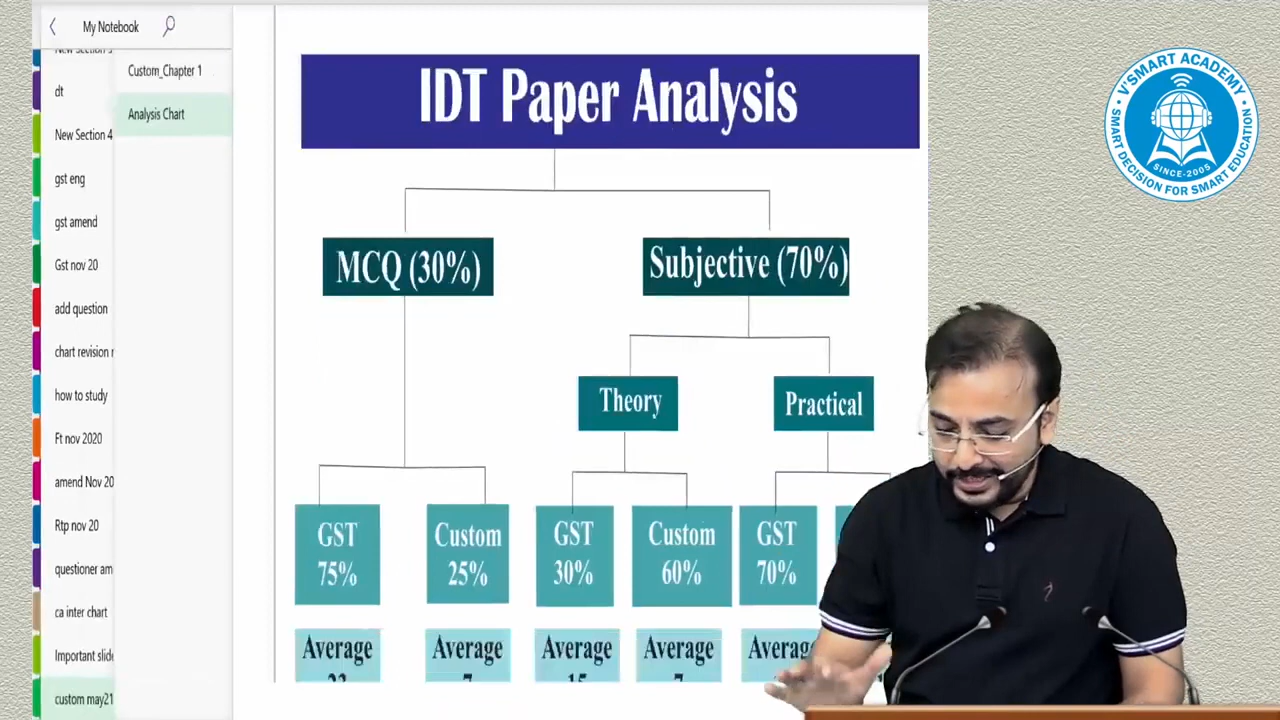 My Notebook
dt
New Section 4
gst eng
gst amend
Gst nov 20
add question
chart revision
how to study
Ft nov 2020
amend Nov 20
Rtp nov 20
questioner am
ca inter chart
Important slide
custom may21
Custom_Chapter 1
Analysis Chart
IDT Paper Analysis
MCQ (30%)
Subjective (70%)
Theory
Practical
GST
75%
Custom
25%
GST
30%
Custom
60%
GST
70%
Average
Average
Average
Average
V'SMART ACADEMY
SINCE-2005
SMART DECISION FOR SMART EDUCATION